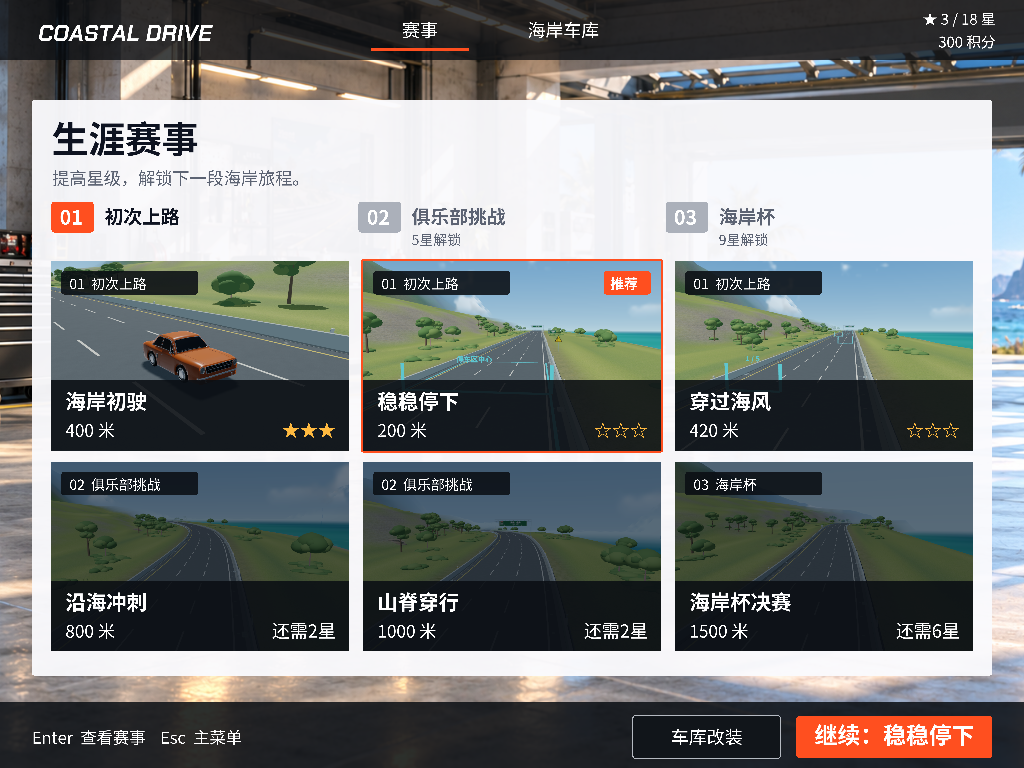 COASTAL DRIVE
赛事
海岸车库
★ 3 / 18 星
300 积分
生涯赛事
提高星级，解锁下一段海岸旅程。
01 初次上路
02 俱乐部挑战
5星解锁
03 海岸杯
9星解锁
01 初次上路
海岸初驶
400 米
★★★
01 初次上路
推荐
停车区中心
稳稳停下
200 米
☆☆☆
01 初次上路
穿过海风
420 米
☆☆☆
02 俱乐部挑战
沿海冲刺
800 米
还需2星
02 俱乐部挑战
山脊穿行
1000 米
还需2星
03 海岸杯
海岸杯决赛
1500 米
还需6星
Enter 查看赛事 Esc 主菜单
车库改装
继续：稳稳停下